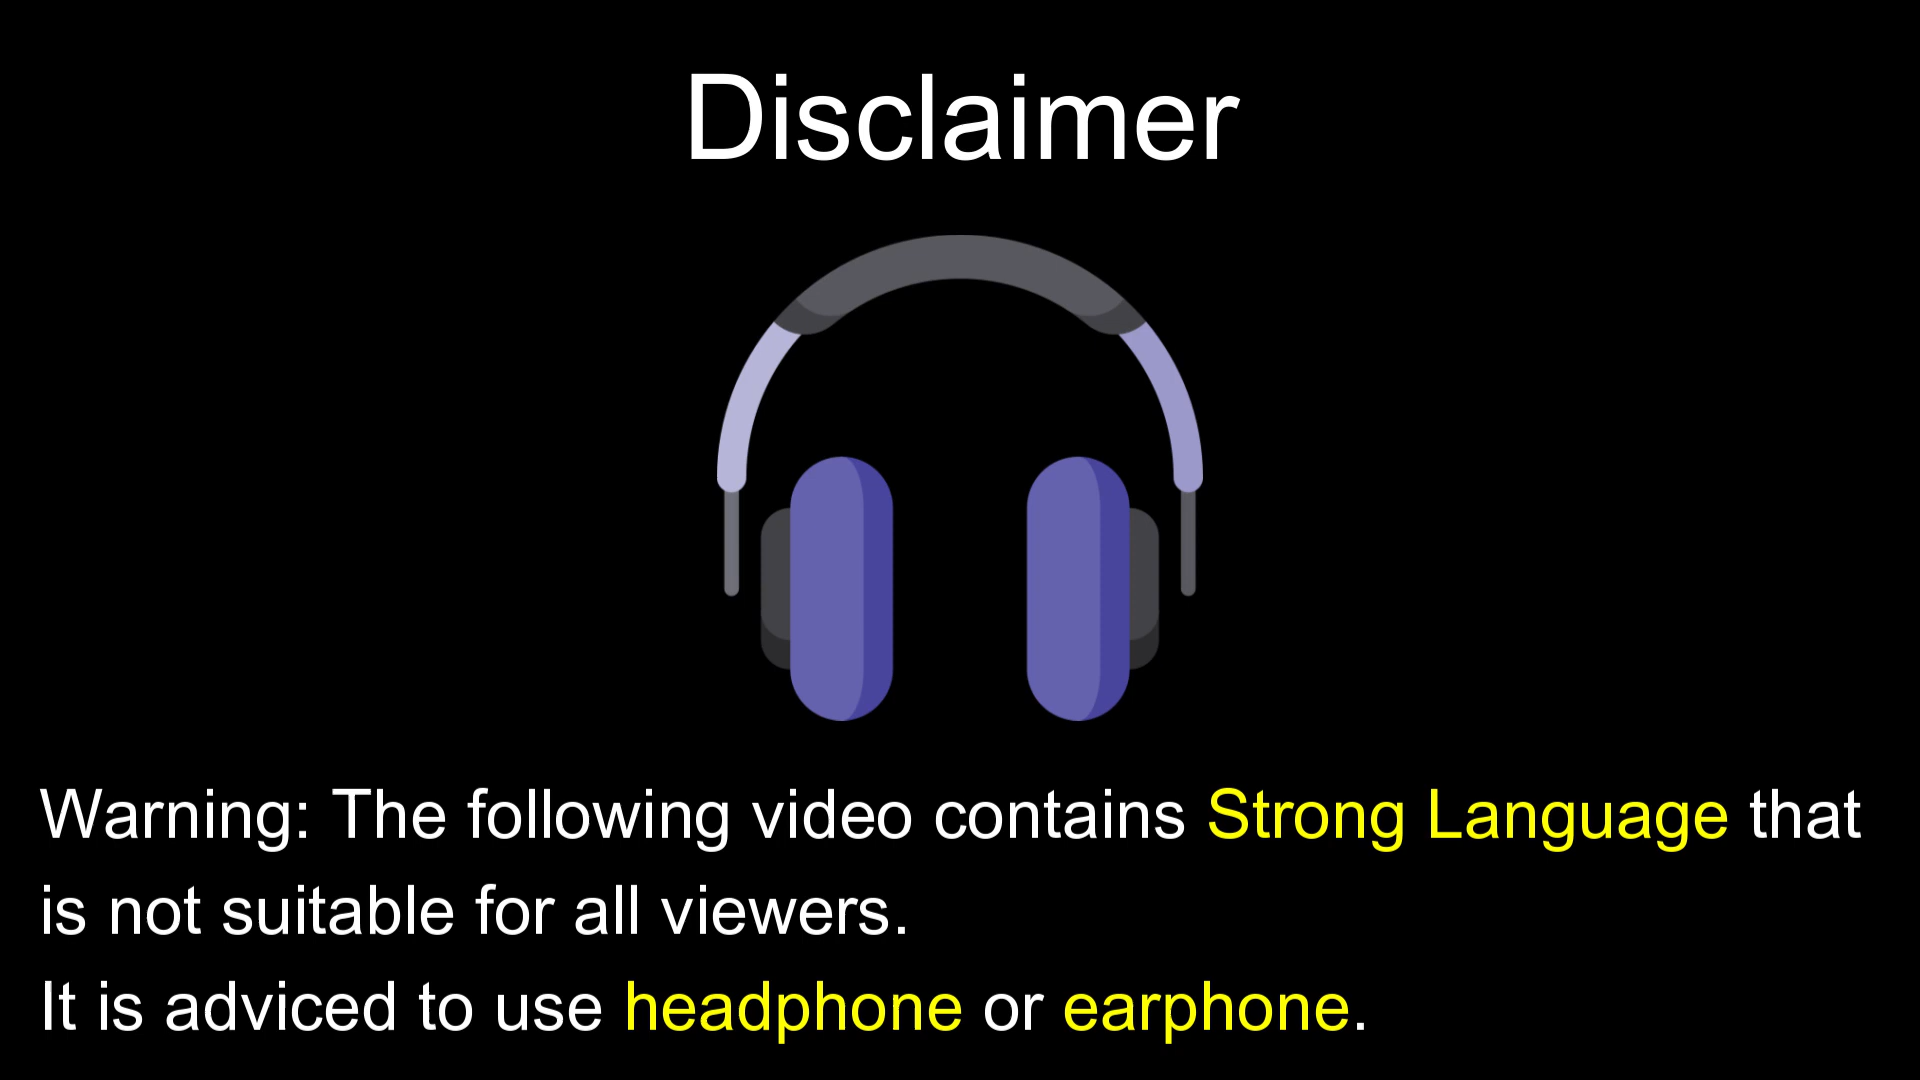 Disclaimer
Warning: The following video contains Strong Language that
is not suitable for all viewers.
It is adviced to use headphone or earphone.